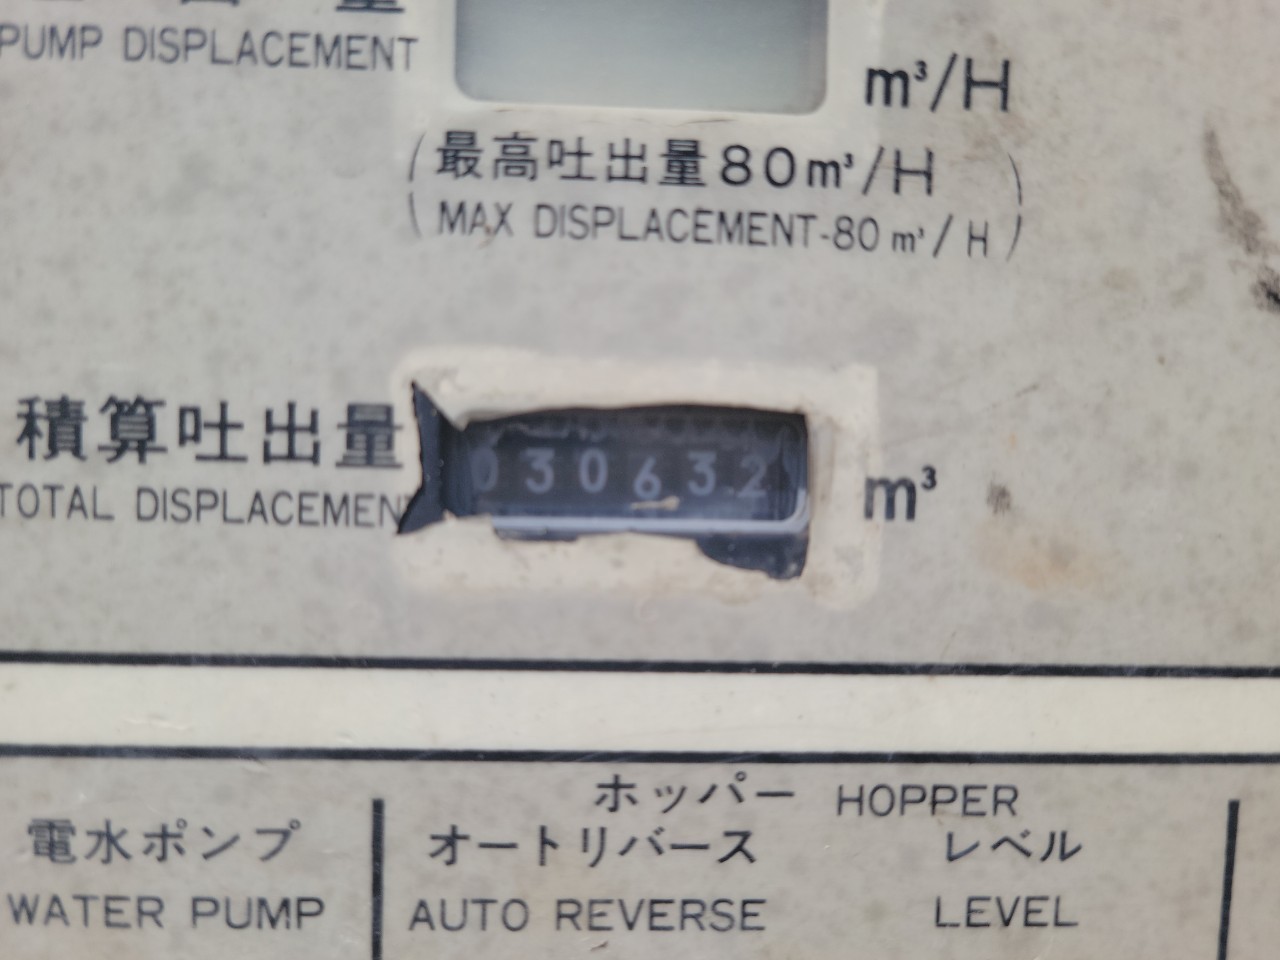 PUMP DISPLACEMENT
m³/H
(最高吐出量80m³/H
MAX DISPLACEMENT-80m³/H)
積算吐出量
030632 m³
TOTAL DISPLACEMEN
ホッパー HOPPER
電水ポンプ オートリバース レベル
WATER PUMP AUTO REVERSE LEVEL